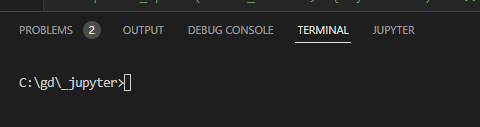 PROBLEMS 2 OUTPUT DEBUG CONSOLE TERMINAL JUPYTER
C:\gd\_jupyter>